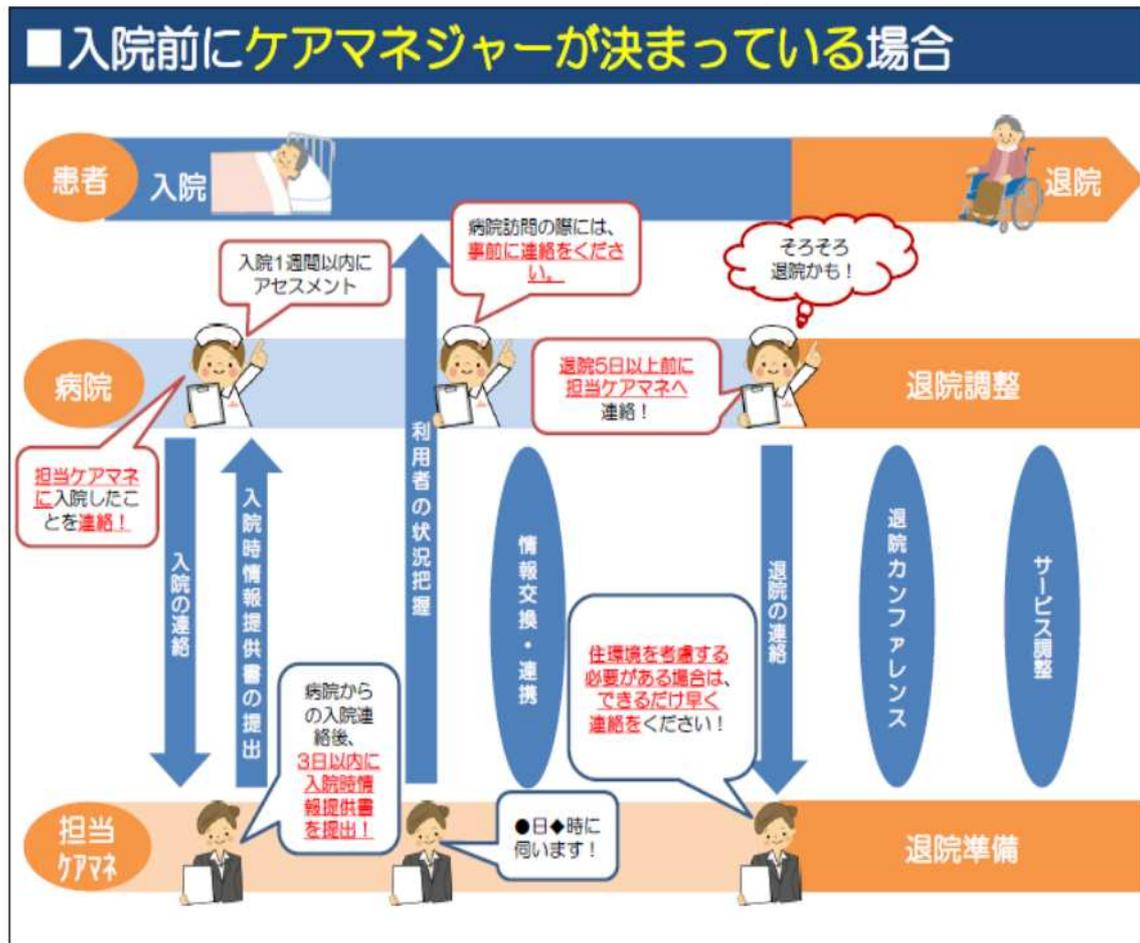 ■入院前にケアマネジャーが決まっている場合
患者
入院
退院
入院1週間以内に
アセスメント
病院訪問の際には、
事前に連絡をくださ
い。
そろそろ
退院かも！
病院
退院5日以上前に
担当ケアマネへ
連絡！
退院調整
担当ケアマネ
に入院したこ
とを連絡！
入院の連絡
入院時情報提供書の提出
利用者の状況把握
情報交換・連携
退院の連絡
退院カンファレンス
サービス調整
病院から
の入院連
絡後、
3日以内に
入院時情
報提供書
を提出！
住環境を考慮する
必要がある場合は、
できるだけ早く
連絡をください！
担当
ケアマネ
●日◆時に
伺います！
退院準備